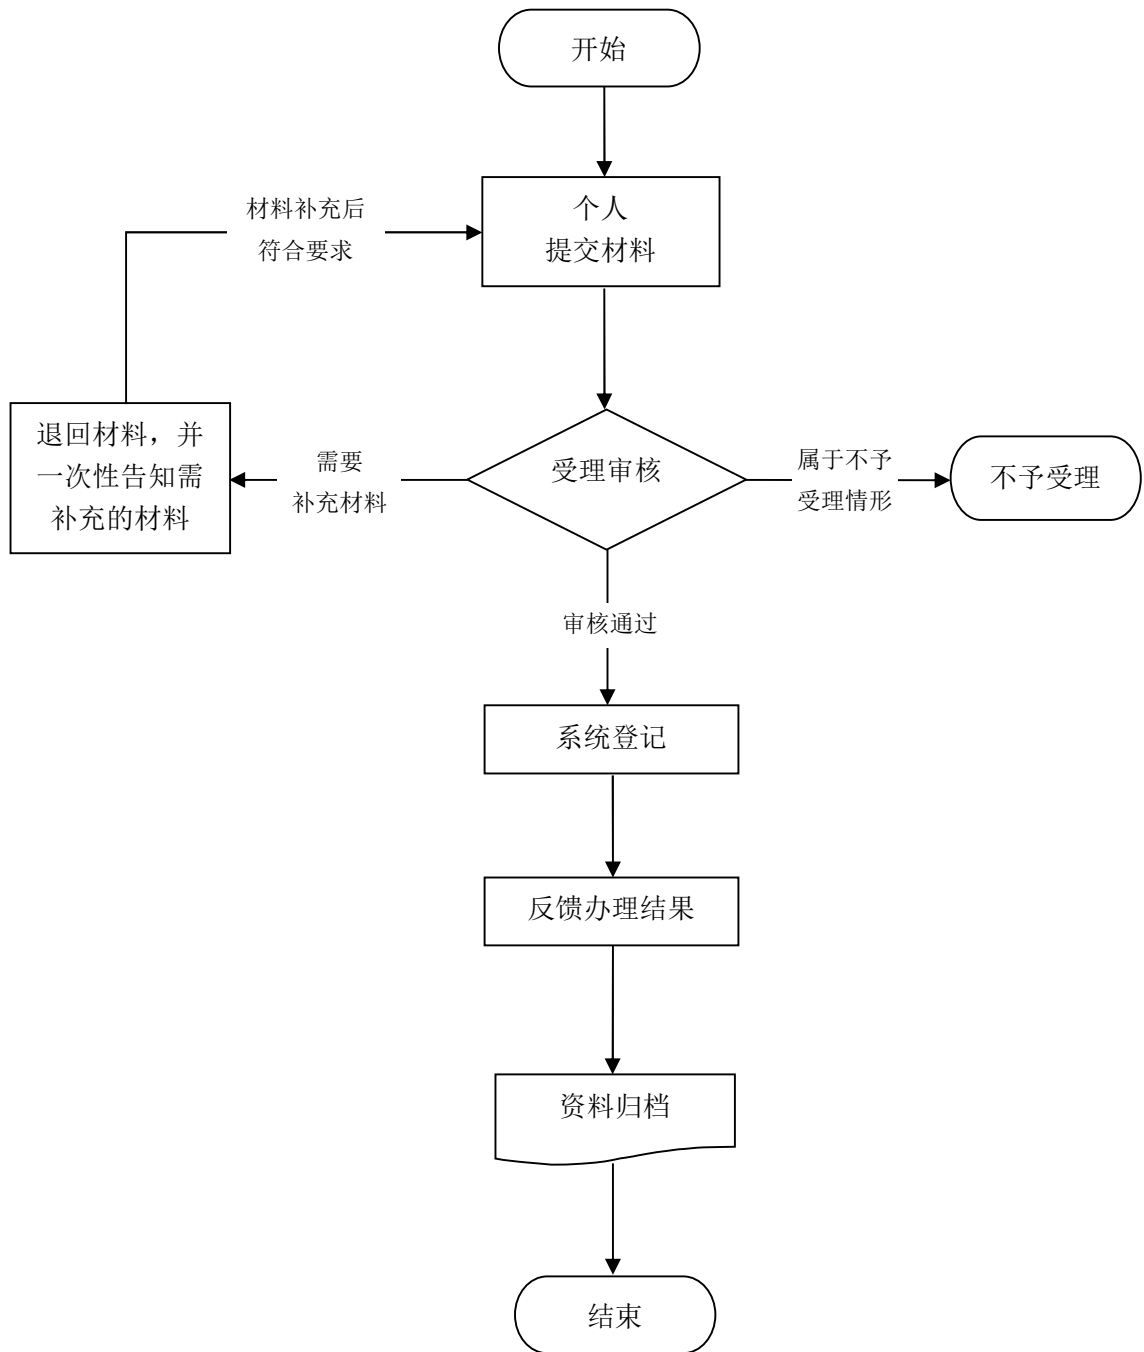 开始
个人
提交材料
材料补充后
符合要求
退回材料，并
一次性告知需
补充的材料
需要
补充材料
受理审核
属于不予
受理情形
不予受理
审核通过
系统登记
反馈办理结果
资料归档
结束